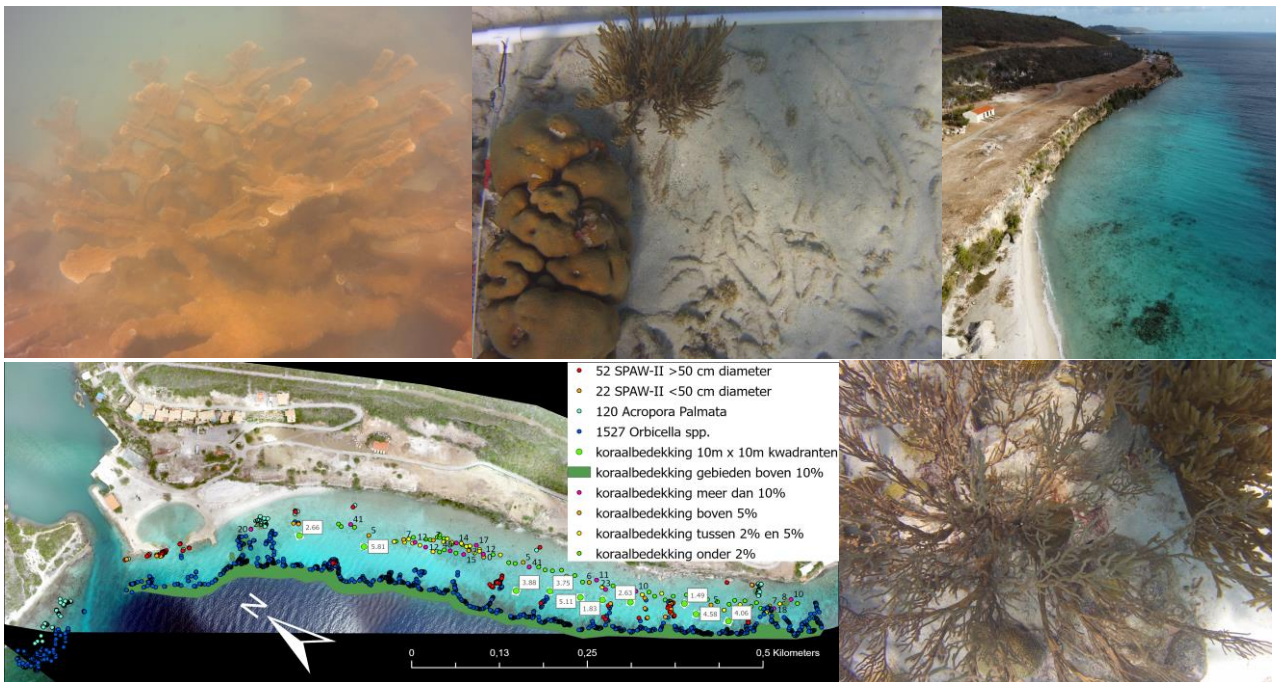 52 SPAW-II >50 cm diameter
22 SPAW-II <50 cm diameter
120 Acropora Palmata
1527 Orbicella spp.
koraalbedekking 10m x 10m kwadranten
koraalbedekking gebieden boven 10%
koraalbedekking meer dan 10%
koraalbedekking boven 5%
koraalbedekking tussen 2% en 5%
koraalbedekking onder 2%
20
41
2.66
5
5.81
7
12
14
17
15
13
5
41
3.88
3.75
6
11
23
5.11
1.83
2.63
10
1.49
5
4.58
4.06
7
8
10
N
0
0,13
0,25
0,5 Kilometers